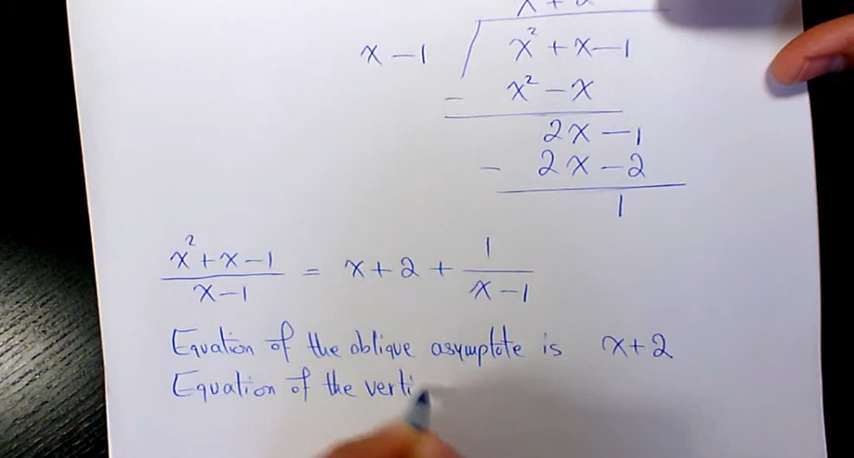 x + 2
x - 1 x² + x - 1
- x² - x
2x - 1
- 2x - 2
1
x² + x - 1 / x - 1 = x + 2 + 1 / x - 1
Equation of the oblique asymptote is x + 2
Equation of the verti